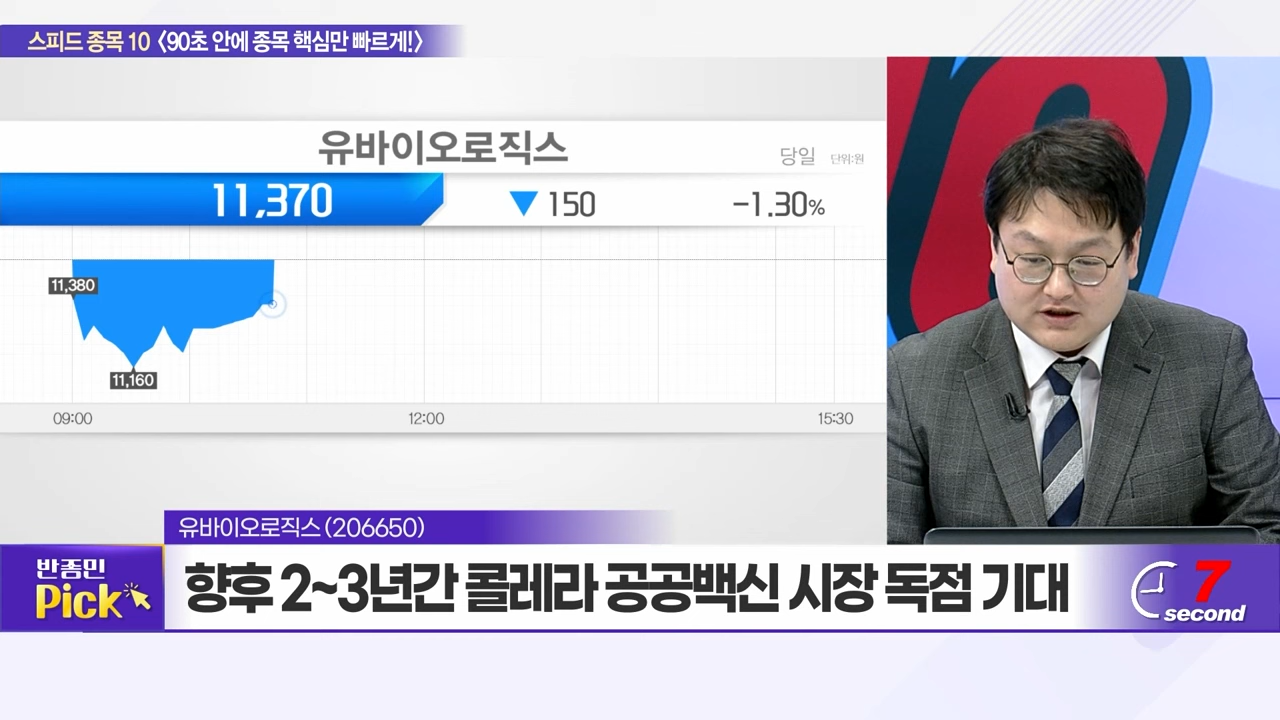 스피드 종목 10 〈90초 안에 종목 핵심만 빠르게!〉
유바이오로직스
당일 단위:원
11,370 ▼ 150 -1.30%
11,380
11,160
09:00 12:00 15:30
유바이오로직스 (206650)
반종민
Pick
향후 2~3년간 콜레라 공공백신 시장 독점 기대
7
second